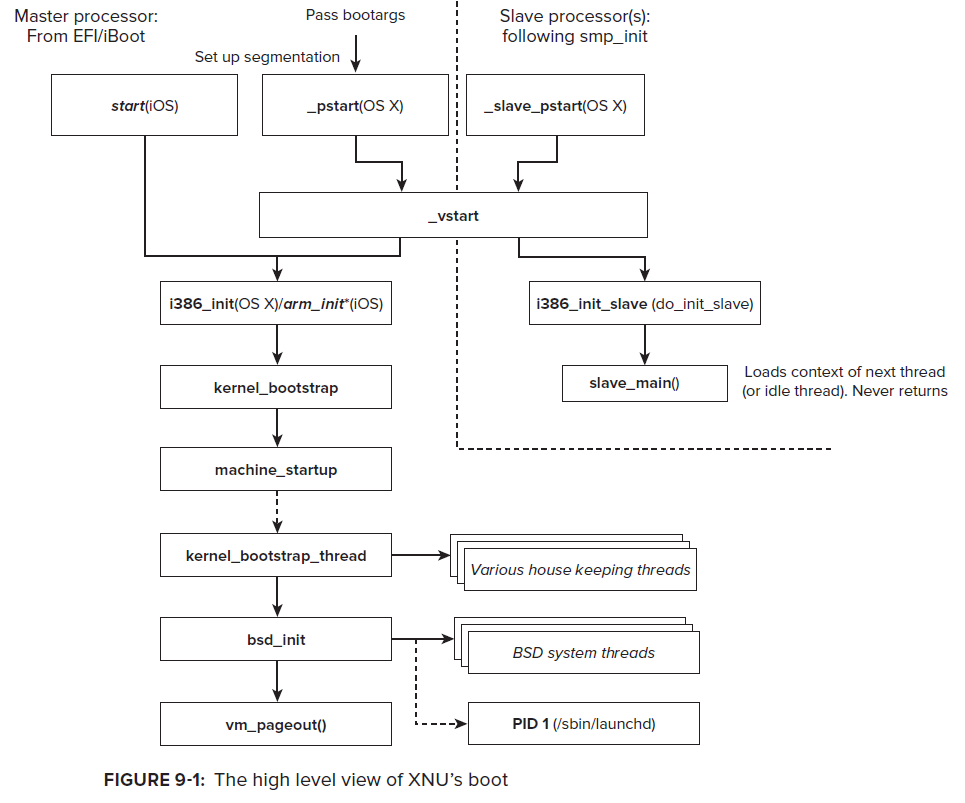 Master processor:
From EFI/iBoot
Pass bootargs
Slave processor(s):
following smp_init
Set up segmentation
start(iOS)
_pstart(OS X)
_slave_pstart(OS X)
_vstart
i386_init(OS X)/arm_init*(iOS)
i386_init_slave (do_init_slave)
kernel_bootstrap
slave_main()
Loads context of next thread
(or idle thread). Never returns
machine_startup
kernel_bootstrap_thread
Various house keeping threads
bsd_init
BSD system threads
vm_pageout()
PID 1 (/sbin/launchd)
FIGURE 9-1: The high level view of XNU’s boot